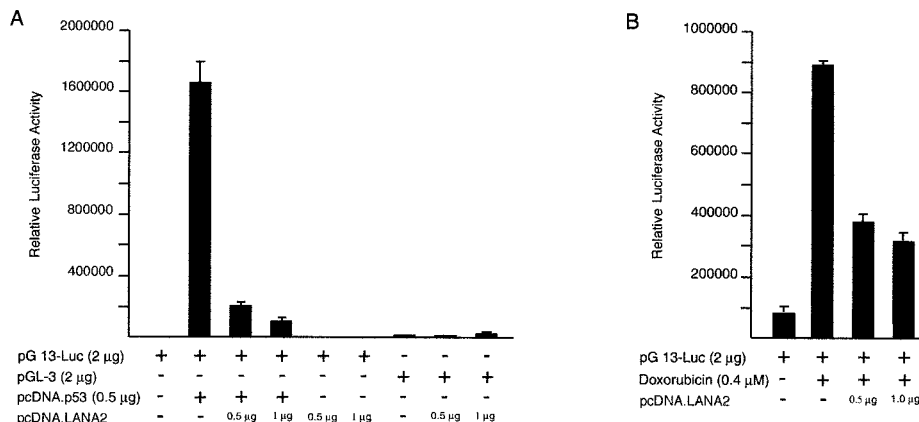 A
2000000
1600000
1200000
800000
400000
Relative Luciferase Activity
pG 13-Luc (2 μg) + + + + + + - - -
pGL-3 (2 μg) - - - - - - + + +
pcDNA.p53 (0.5 μg) - + + + - - - - -
pcDNA.LANA2 - - 0.5 μg 1 μg 0.5 μg 1 μg - 0.5 μg 1 μg
B
1000000
800000
600000
400000
200000
Relative Luciferase Activity
pG 13-Luc (2 μg) + + + +
Doxorubicin (0.4 μM) - + + +
pcDNA.LANA2 - - 0.5 μg 1.0 μg